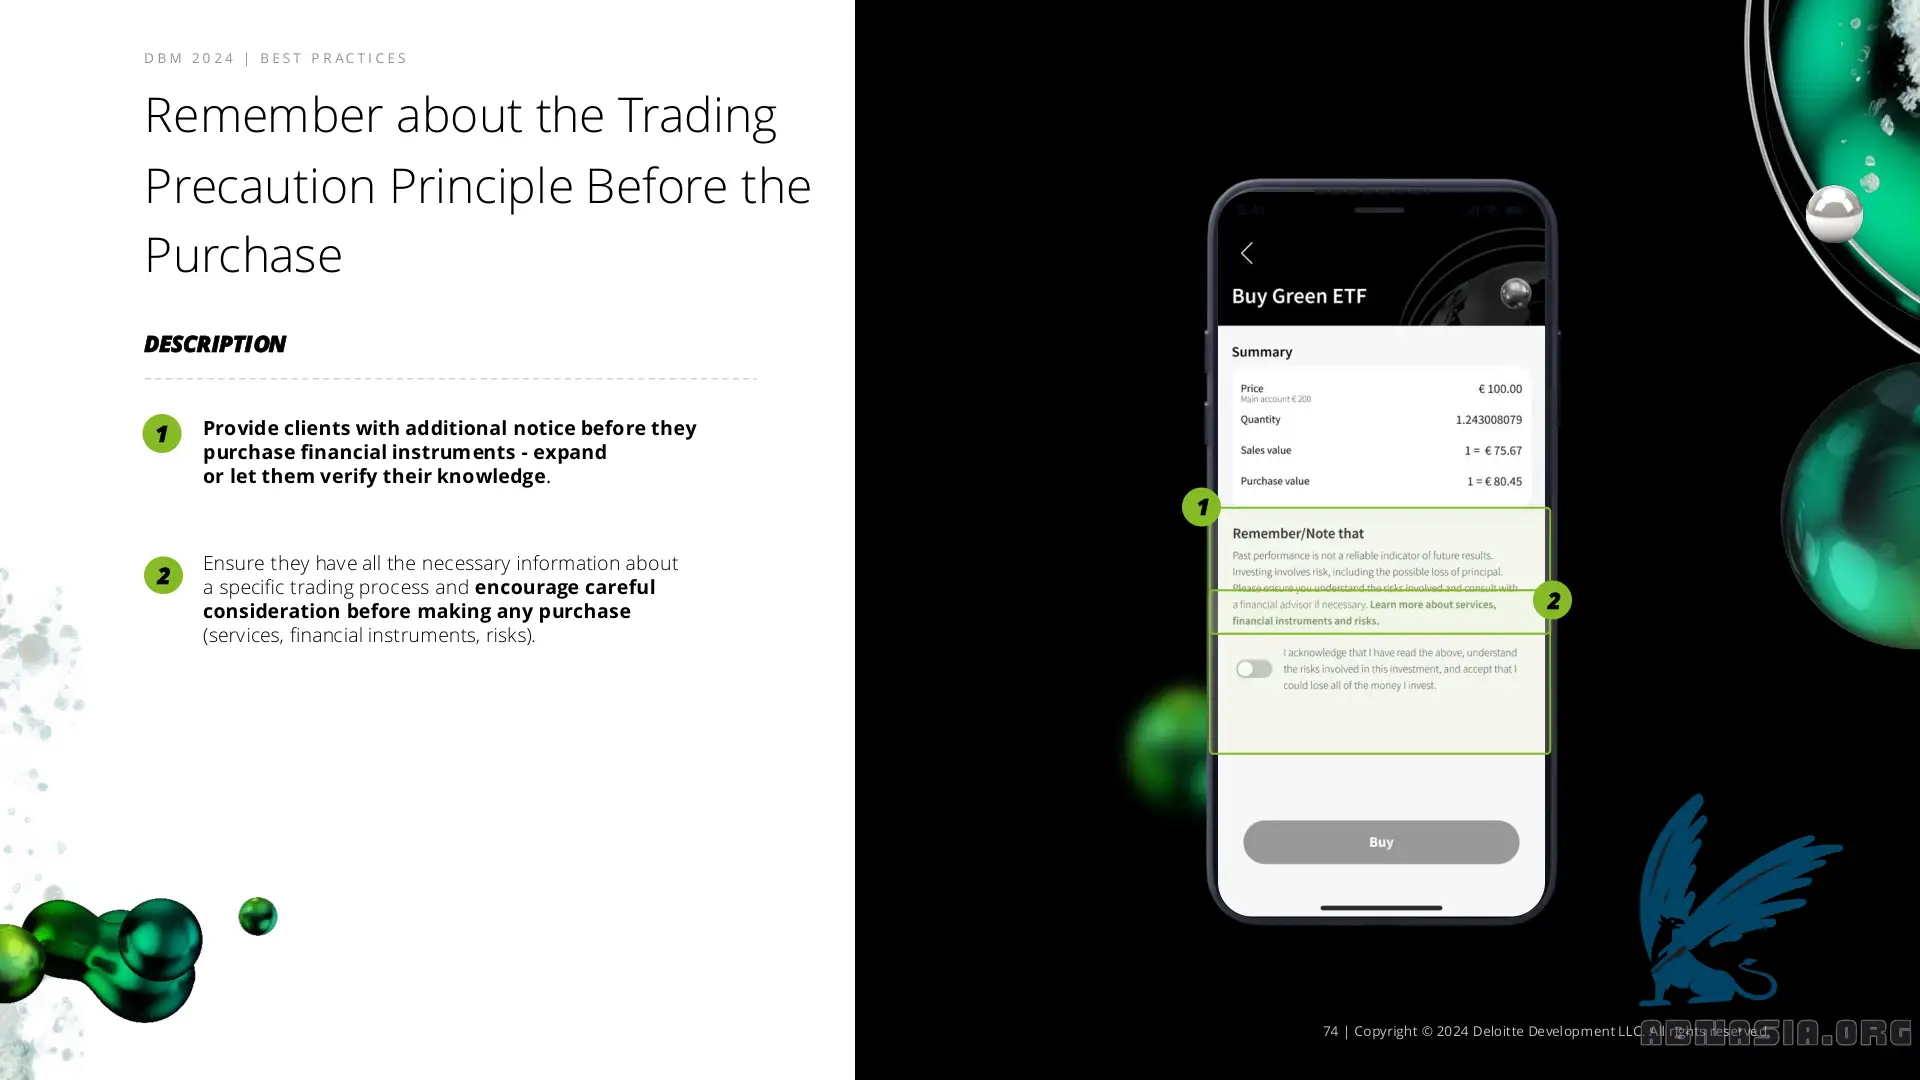 DBM 2024 | BEST PRACTICES
Remember about the Trading
Precaution Principle Before the
Purchase
DESCRIPTION
1
Provide clients with additional notice before they
purchase financial instruments - expand
or let them verify their knowledge.
2
Ensure they have all the necessary information about
a specific trading process and encourage careful
consideration before making any purchase
(services, financial instruments, risks).
9:41
Buy Green ETF
Summary
Price
€ 100.00
Main account € 200
Quantity
1.243008079
Sales value
1 = € 75.67
Purchase value
1 = € 80.45
1
Remember/Note that
Past performance is not a reliable indicator of future results.
Investing involves risk, including the possible loss of principal.
Please ensure you understand the risks involved and consult with
a financial advisor if necessary. Learn more about services,
financial instruments and risks.
2
I acknowledge that I have read the above, understand
the risks involved in this investment, and accept that I
could lose all of the money I invest.
Buy
74 | Copyright © 2024 Deloitte Development LLC. All rights reserved.
ABIIASIA.ORG